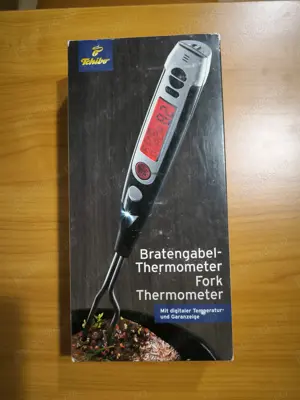 Tchibo
Bratengabel-
Thermometer
Fork
Thermometer
Mit digitaler Temperatur-
und Garanzeige